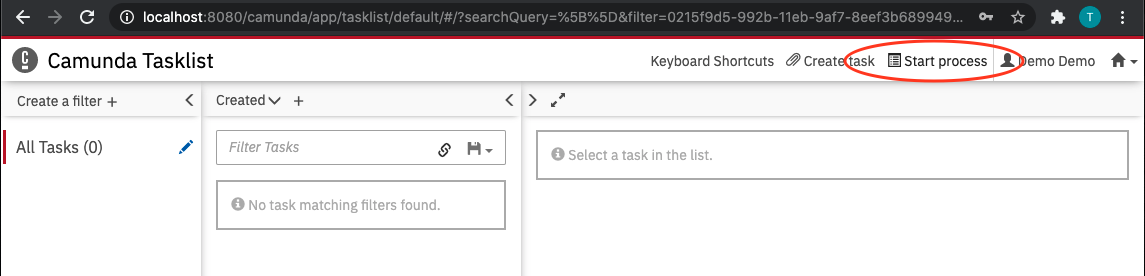 localhost:8080/camunda/app/tasklist/default/#/?searchQuery=%5B%5D&filter=0215f9d5-992b-11eb-9af7-8eef3b689949...
T
C
Camunda Tasklist
Keyboard Shortcuts Create task Start process Demo Demo
Create a filter +
Created +
All Tasks (0)
Filter Tasks
Select a task in the list.
No task matching filters found.